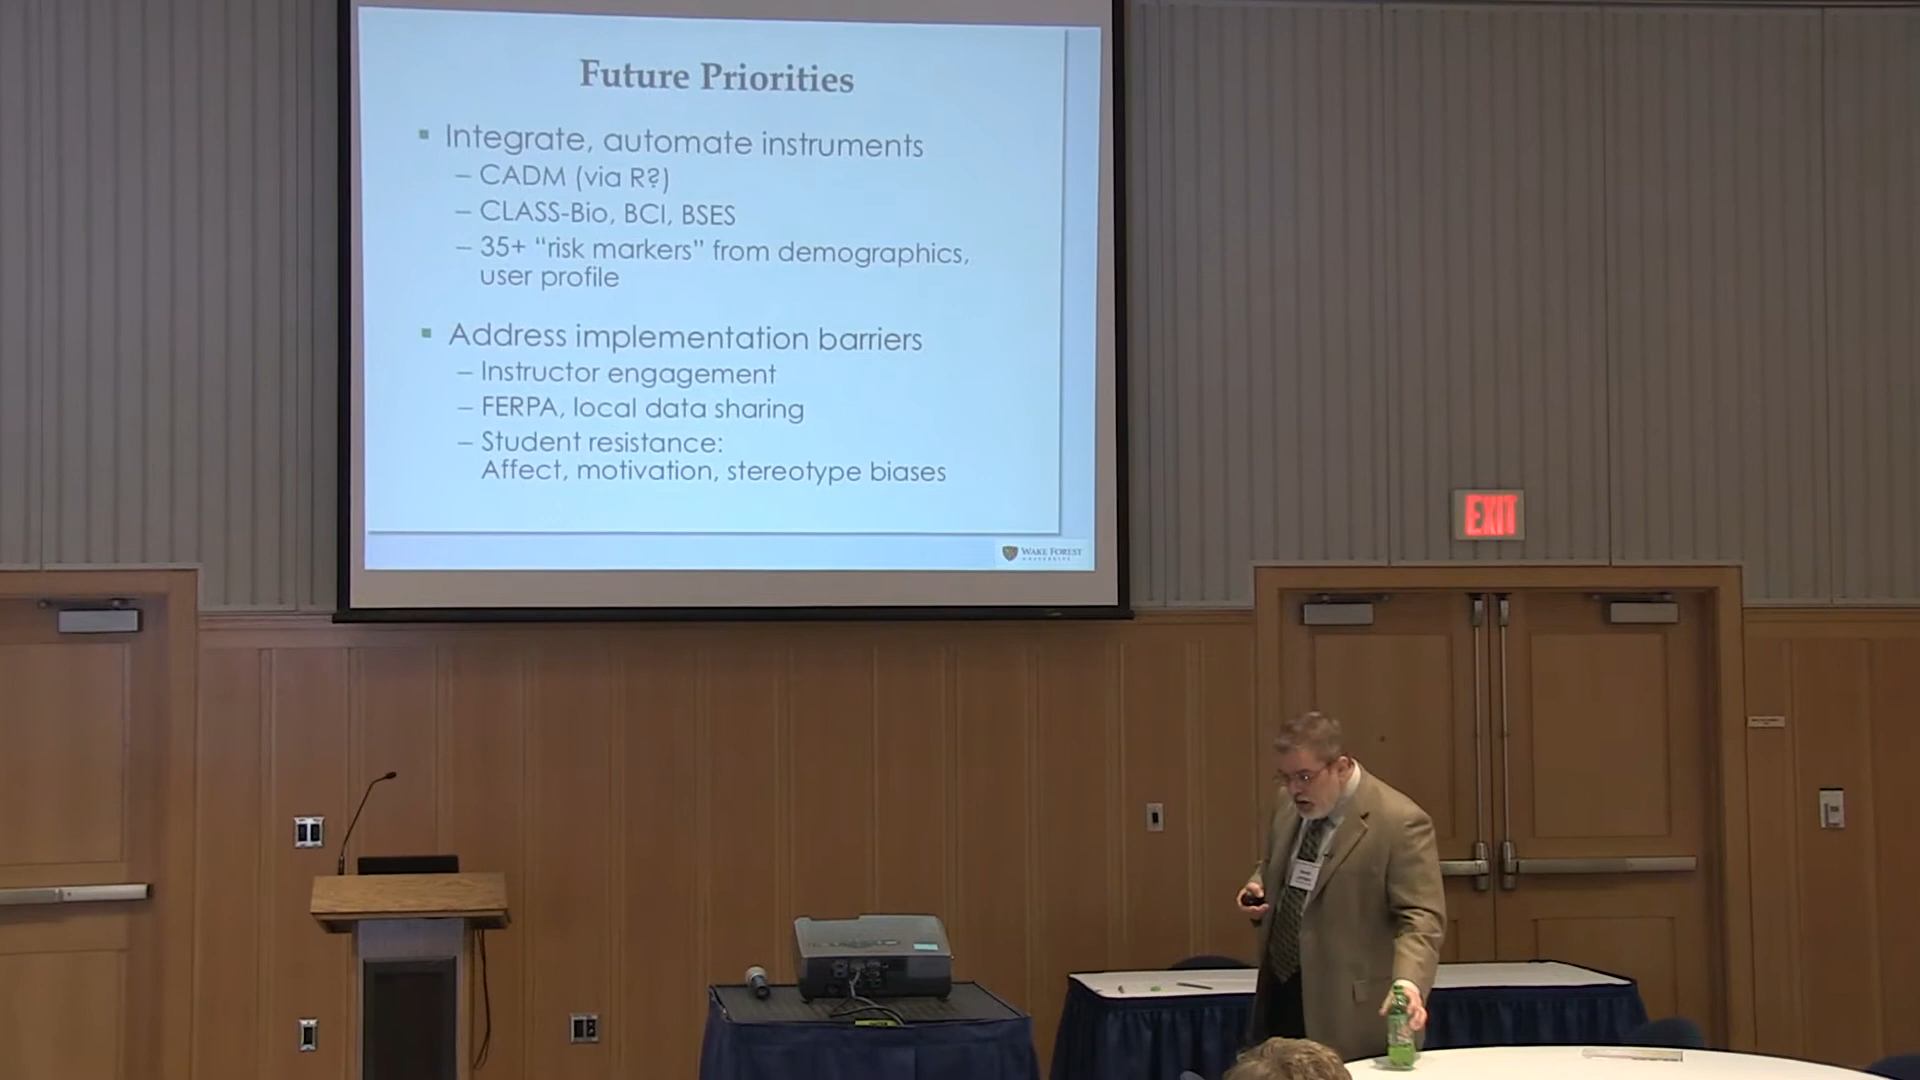 Future Priorities
Integrate, automate instruments
– CADM (via R?)
– CLASS-Bio, BCI, BSES
– 35+ “risk markers” from demographics,
user profile
Address implementation barriers
– Instructor engagement
– FERPA, local data sharing
– Student resistance:
Affect, motivation, stereotype biases
WAKE FOREST
UNIVERSITY
EXIT